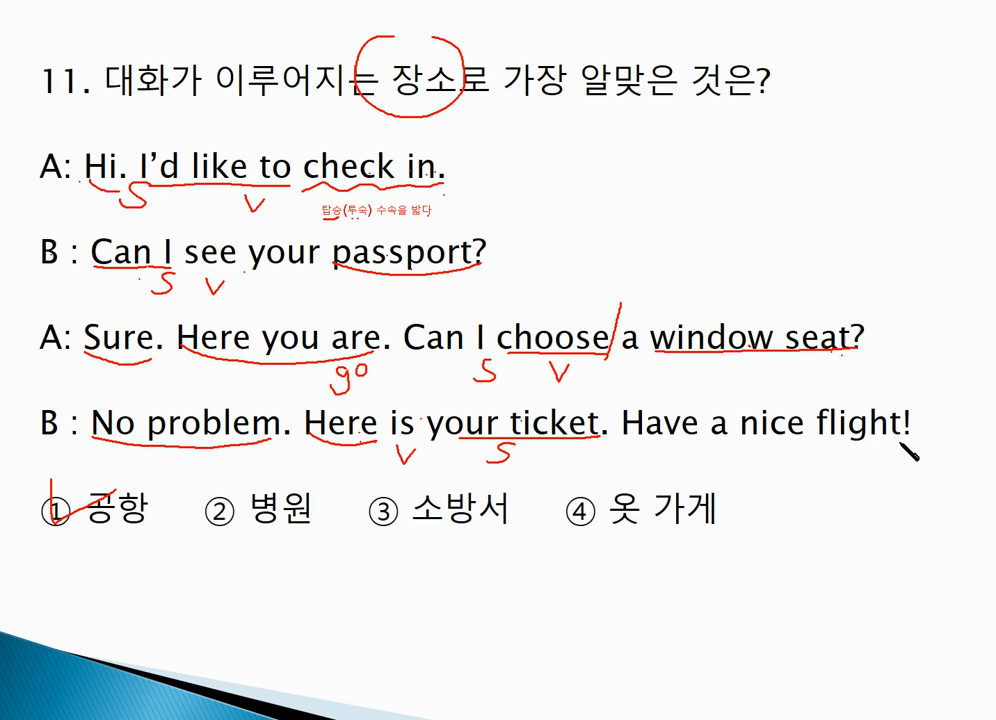 11. 대화가 이루어지는 장소로 가장 알맞은 것은?
A: Hi. I’d like to check in.
S V
탑승(투숙) 수속을 밟다
B : Can I see your passport?
S V
A: Sure. Here you are. Can I choose a window seat?
go S V
B : No problem. Here is your ticket. Have a nice flight!
V S
① 공항 ② 병원 ③ 소방서 ④ 옷 가게